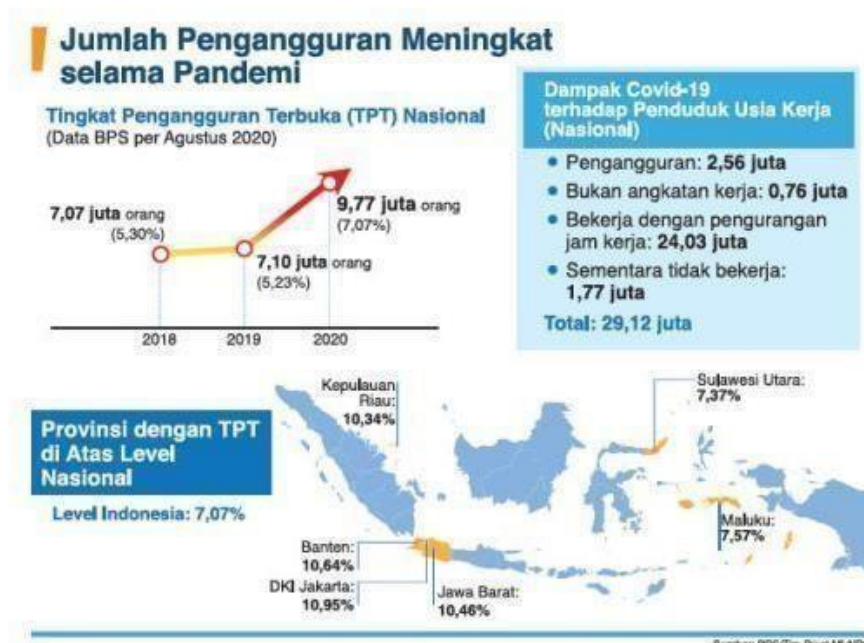 Jumlah Pengangguran Meningkat
selama Pandemi
Tingkat Pengangguran Terbuka (TPT) Nasional
(Data BPS per Agustus 2020)
7,07 juta orang
(5,30%)
7,10 juta orang
(5,23%)
9,77 juta orang
(7,07%)
2018
2019
2020
Dampak Covid-19
terhadap Penduduk Usia Kerja
(Nasional)
• Pengangguran: 2,56 juta
• Bukan angkatan kerja: 0,76 juta
• Bekerja dengan pengurangan
jam kerja: 24,03 juta
• Sementara tidak bekerja:
1,77 juta
Total: 29,12 juta
Provinsi dengan TPT
di Atas Level
Nasional
Level Indonesia: 7,07%
Kepulauan
Riau:
10,34%
Sulawesi Utara:
7,37%
Maluku:
7,57%
Banten:
10,64%
DKI Jakarta:
10,95%
Jawa Barat:
10,46%